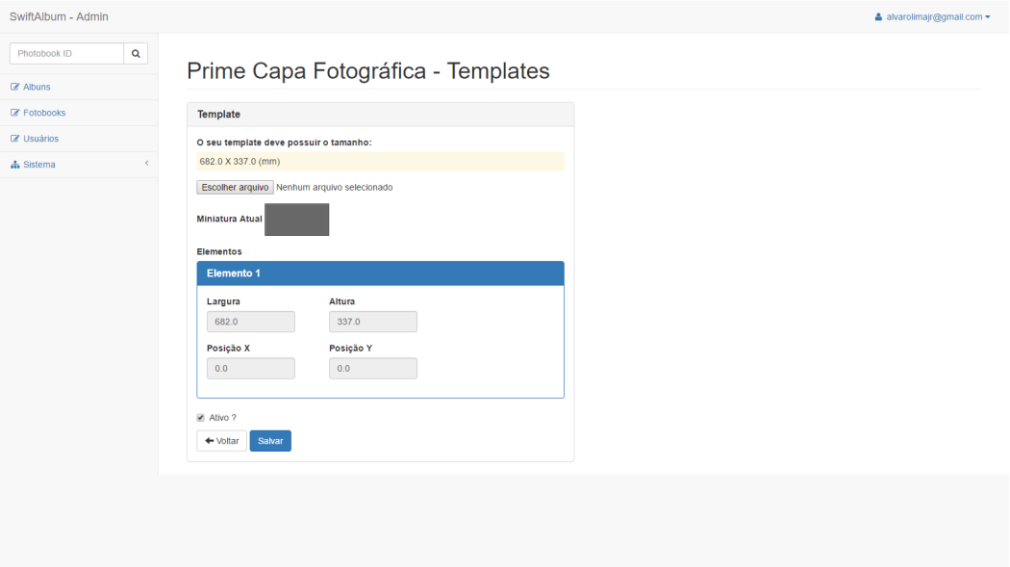 SwiftAlbum - Admin
alvarolimajr@gmail.com
Photobook ID
Albuns
Fotobooks
Usuários
Sistema
Prime Capa Fotográfica - Templates
Template
O seu template deve possuir o tamanho:
682.0 X 337.0 (mm)
Escolher arquivo Nenhum arquivo selecionado
Miniatura Atual
Elementos
Elemento 1
Largura Altura
682.0 337.0
Posição X Posição Y
0.0 0.0
Ativo ?
Voltar Salvar